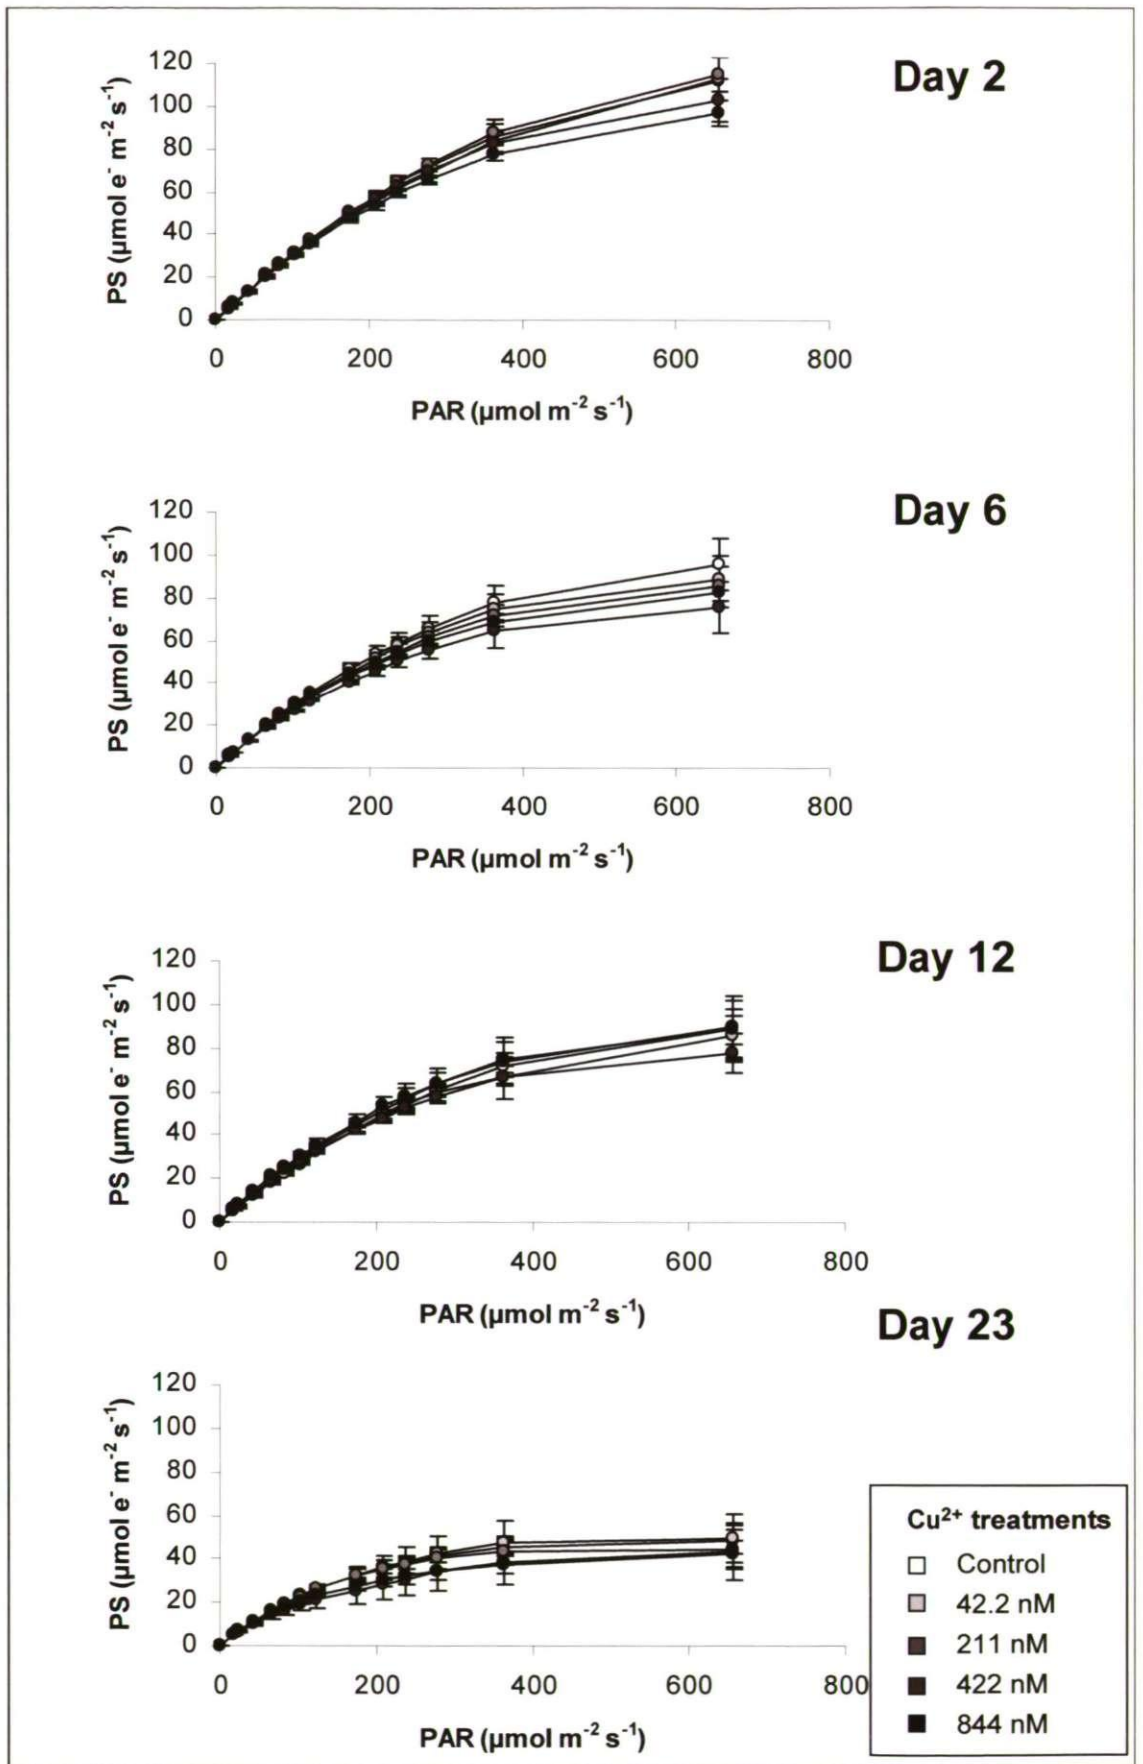 Day 2
PS (µmol e⁻ m⁻² s⁻¹)
120
100
80
60
40
20
0
0 200 400 600 800
PAR (µmol m⁻² s⁻¹)
Day 6
PS (µmol e⁻ m⁻² s⁻¹)
120
100
80
60
40
20
0
0 200 400 600 800
PAR (µmol m⁻² s⁻¹)
Day 12
PS (µmol e⁻ m⁻² s⁻¹)
120
100
80
60
40
20
0
0 200 400 600 800
PAR (µmol m⁻² s⁻¹)
Day 23
PS (µmol e⁻ m⁻² s⁻¹)
120
100
80
60
40
20
0
0 200 400 600 800
PAR (µmol m⁻² s⁻¹)
Cu²⁺ treatments
Control
42.2 nM
211 nM
422 nM
844 nM